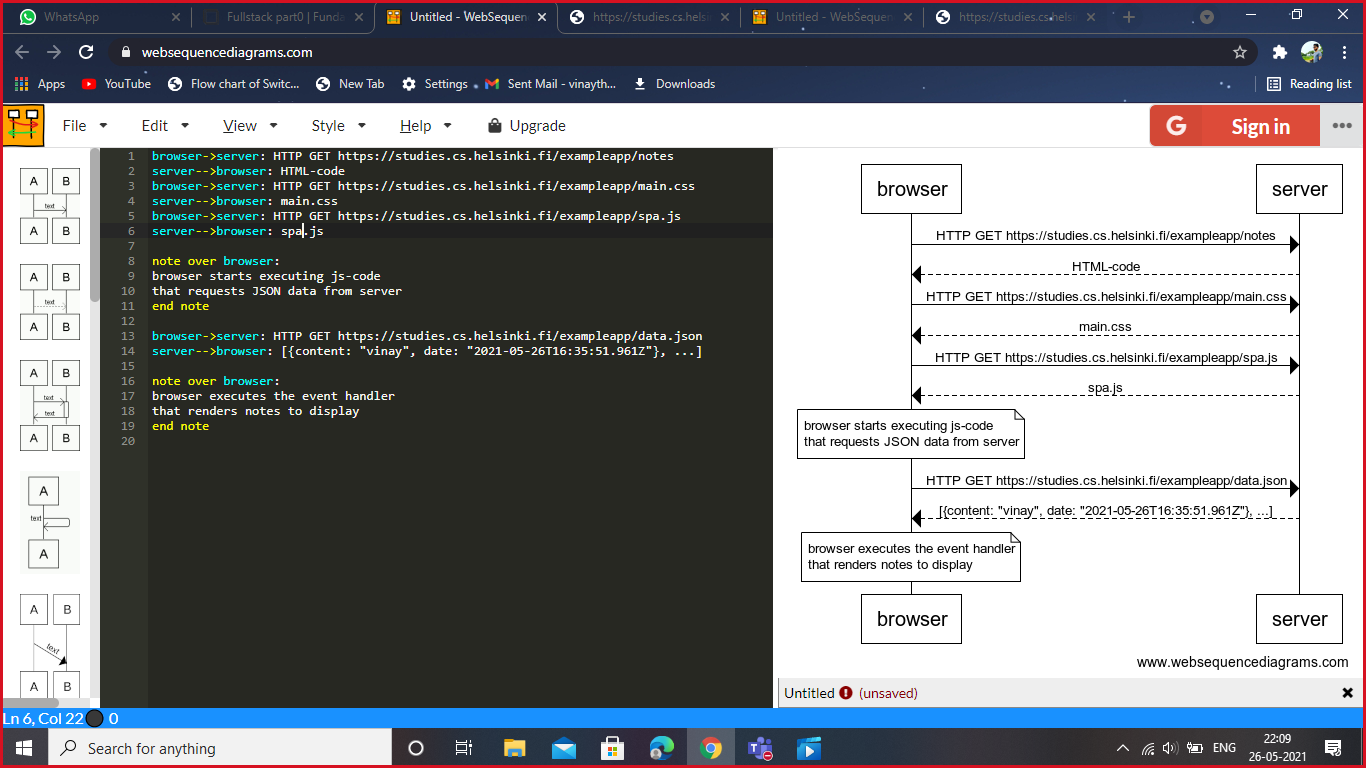 WhatsApp
Fullstack part0 | Funda
Untitled - WebSequen
https://studies.cs.hels
Untitled - WebSequen
https://studies.cs.hels
websequencediagrams.com
Apps
YouTube
Flow chart of Switc...
New Tab
Settings
Sent Mail - vinayth...
Downloads
Reading list
File
Edit
View
Style
Help
Upgrade
G Sign in
A B
text
A B
A B
text
A B
A B
text
text
A B
A
text
A
A B
text
A B
1 browser->server: HTTP GET https://studies.cs.helsinki.fi/exampleapp/notes
2 server-->browser: HTML-code
3 browser->server: HTTP GET https://studies.cs.helsinki.fi/exampleapp/main.css
4 server-->browser: main.css
5 browser->server: HTTP GET https://studies.cs.helsinki.fi/exampleapp/spa.js
6 server-->browser: spa.js
7
8 note over browser:
9 browser starts executing js-code
10 that requests JSON data from server
11 end note
12
13 browser->server: HTTP GET https://studies.cs.helsinki.fi/exampleapp/data.json
14 server-->browser: [{content: "vinay", date: "2021-05-26T16:35:51.961Z"}, ...]
15
16 note over browser:
17 browser executes the event handler
18 that renders notes to display
19 end note
20
browser server
HTTP GET https://studies.cs.helsinki.fi/exampleapp/notes
HTML-code
HTTP GET https://studies.cs.helsinki.fi/exampleapp/main.css
main.css
HTTP GET https://studies.cs.helsinki.fi/exampleapp/spa.js
spa.js
browser starts executing js-code
that requests JSON data from server
HTTP GET https://studies.cs.helsinki.fi/exampleapp/data.json
[{content: "vinay", date: "2021-05-26T16:35:51.961Z"}, ...]
browser executes the event handler
that renders notes to display
browser server
www.websequencediagrams.com
Untitled (unsaved)
Ln 6, Col 22 0
Search for anything
ENG
22:09
26-05-2021